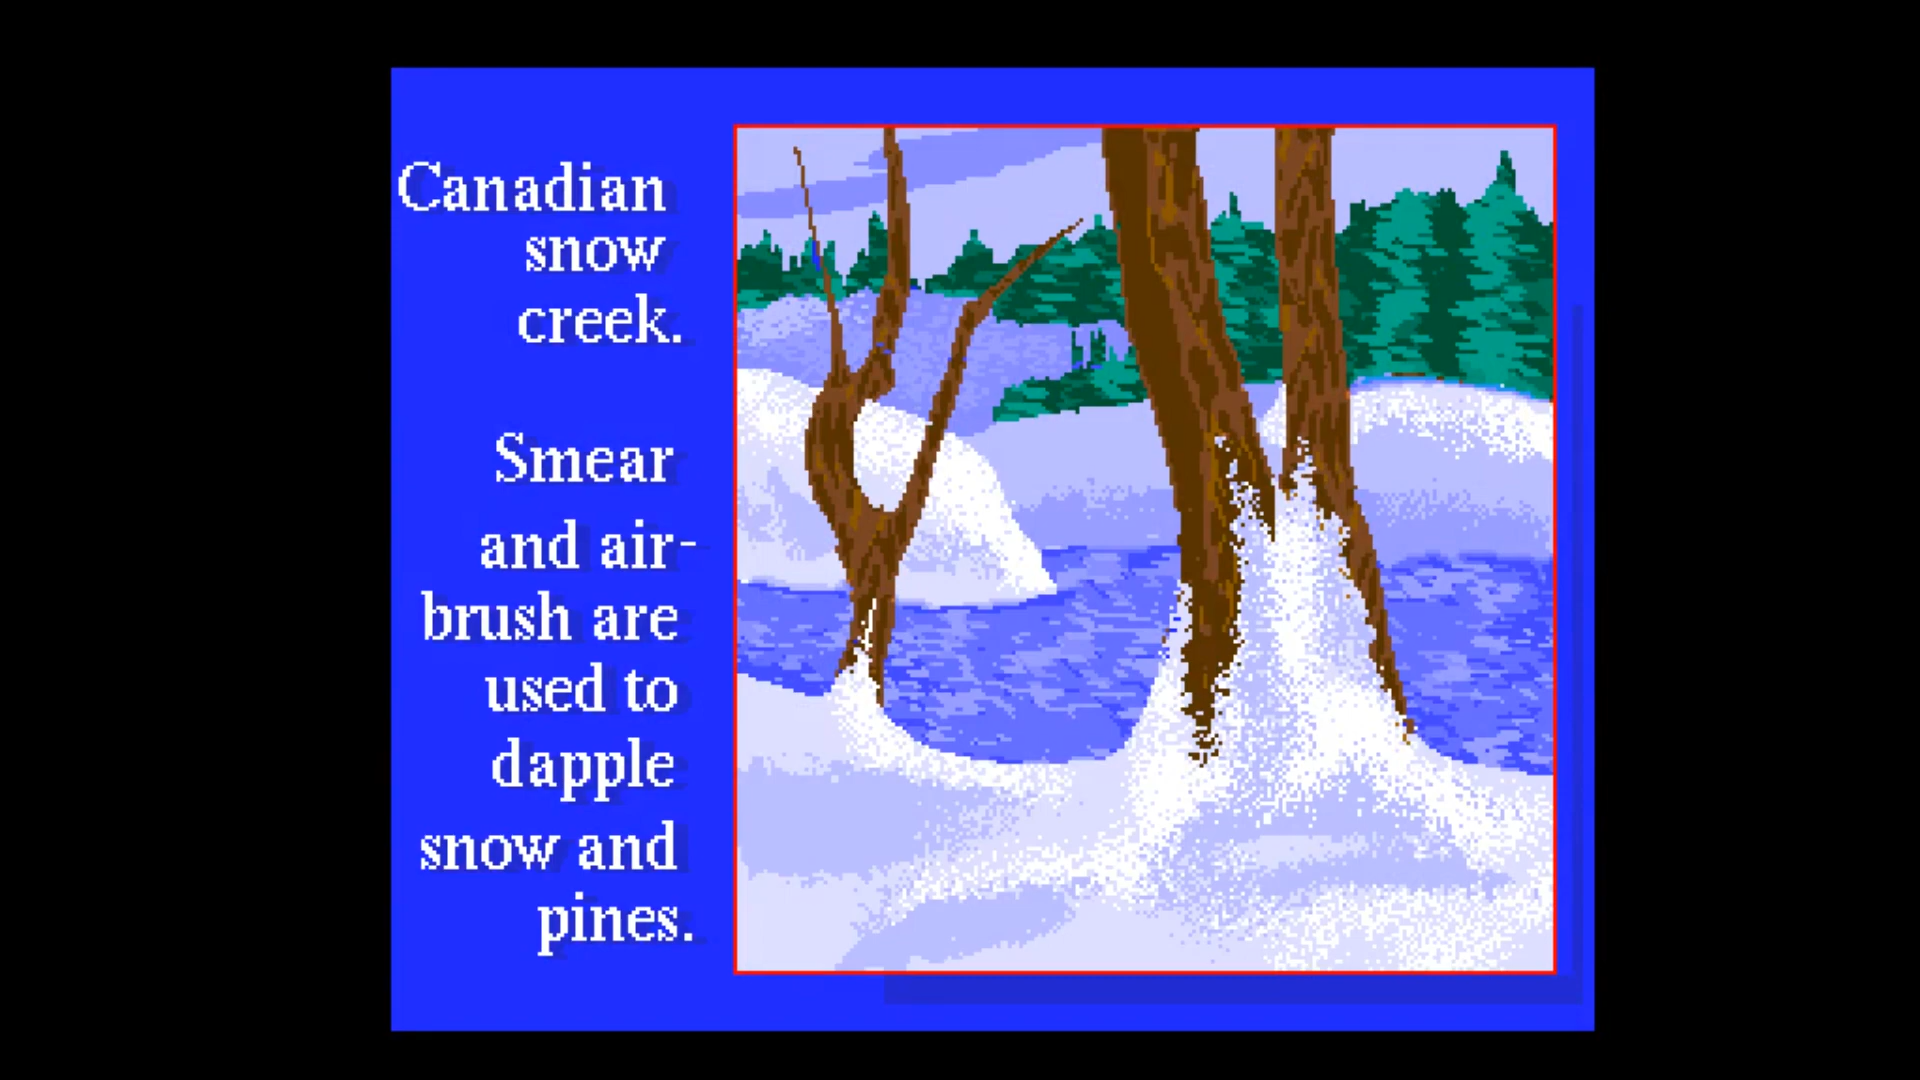 Canadian
snow
creek.
Smear
and air-
brush are
used to
dapple
snow and
pines.